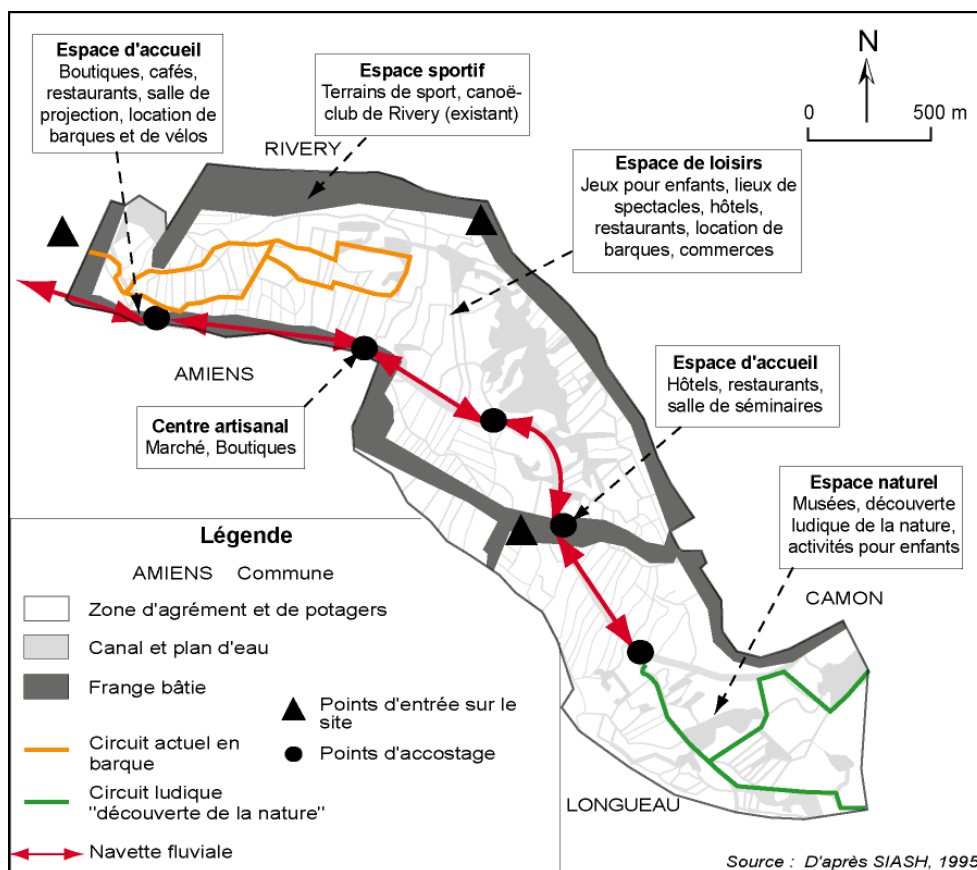 Espace d'accueil
Boutiques, cafés,
restaurants, salle de
projection, location de
barques et de vélos
Espace sportif
Terrains de sport, canoë-
club de Rivery (existant)
N
0 500 m
RIVERY
Espace de loisirs
Jeux pour enfants, lieux de
spectacles, hôtels,
restaurants, location de
barques, commerces
AMIENS
Centre artisanal
Marché, Boutiques
Espace d'accueil
Hôtels, restaurants,
salle de séminaires
Espace naturel
Musées, découverte
ludique de la nature,
activités pour enfants
CAMON
LONGUEAU
Légende
AMIENS Commune
Zone d'agrément et de potagers
Canal et plan d'eau
Frange bâtie
Circuit actuel en
barque
Circuit ludique
"découverte de la nature"
Navette fluviale
Points d'entrée sur le
site
Points d'accostage
Source : D'après SIASH, 1995